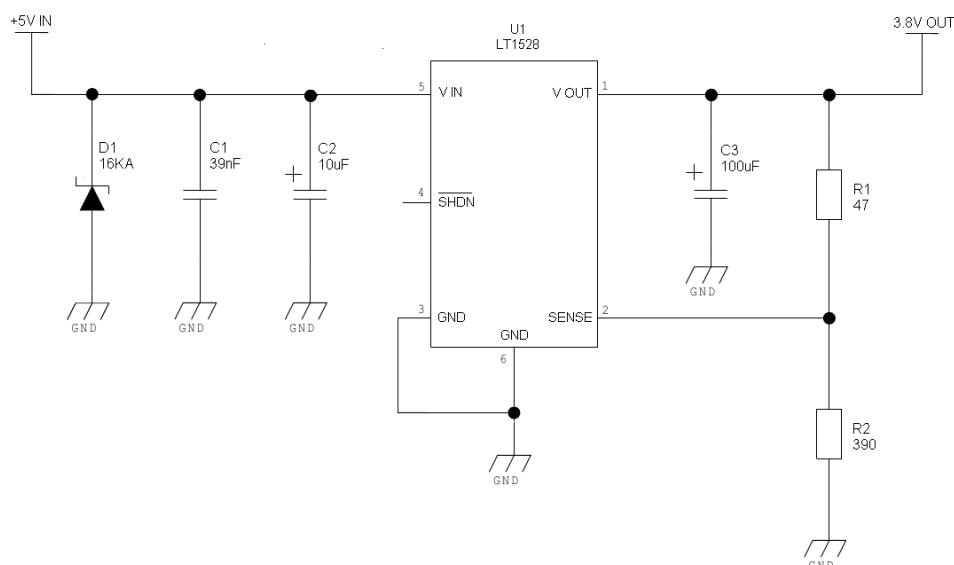 +5V IN
U1
LT1528
3.8V OUT
5
V IN
V OUT
1
D1
16KA
C1
39nF
C2
10uF
+
C3
100uF
+
4
SHDN
R1
47
3
GND
SENSE
2
GND
6
GND
GND
GND
GND
R2
390
GND
GND